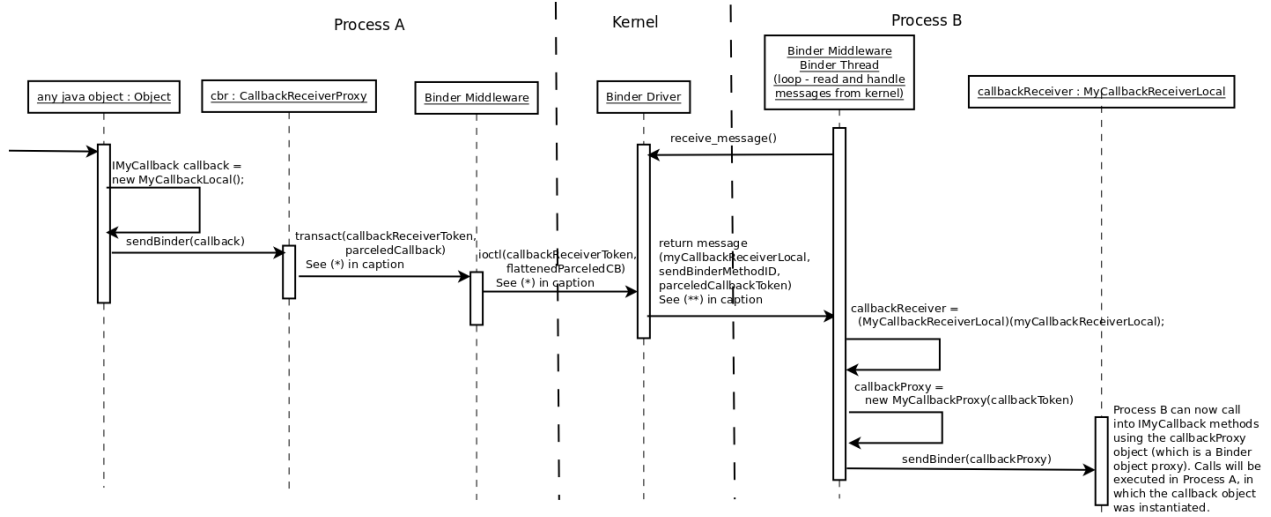 Process A
Kernel
Process B
any java object : Object
cbr : CallbackReceiverProxy
Binder Middleware
Binder Driver
Binder Middleware
Binder Thread
(loop - read and handle
messages from kernel)
callbackReceiver : MyCallbackReceiverLocal
receive_message()
IMyCallback callback =
new MyCallbackLocal();
sendBinder(callback)
transact(callbackReceiverToken,
parceledCallback)
See (*) in caption
ioctl(callbackReceiverToken,
flattenedParceledCB)
See (*) in caption
return message
(myCallbackReceiverLocal,
sendBinderMethodID,
parceledCallbackToken)
See (**) in caption
callbackReceiver =
(MyCallbackReceiverLocal)(myCallbackReceiverLocal);
callbackProxy =
new MyCallbackProxy(callbackToken)
sendBinder(callbackProxy)
Process B can now call
into IMyCallback methods
using the callbackProxy
object (which is a Binder
object proxy). Calls will be
executed in Process A, in
which the callback object
was instantiated.